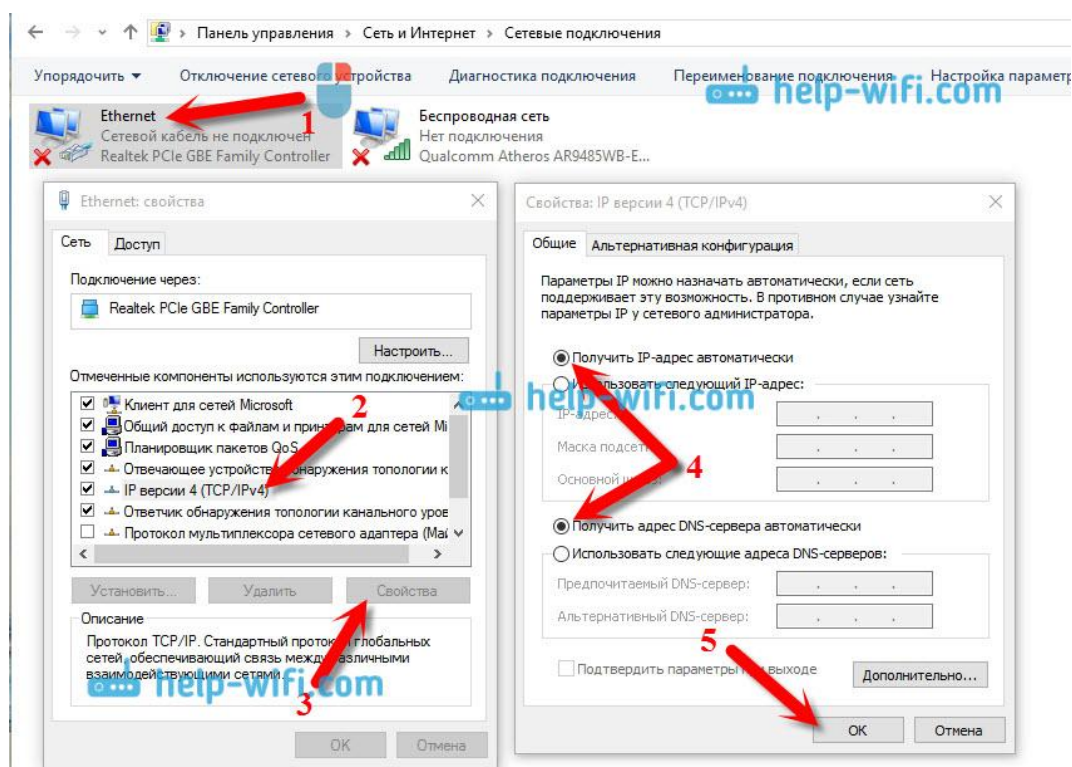 Панель управления › Сеть и Интернет › Сетевые подключения
Упорядочить ▾ Отключение сетевого устройства Диагностика подключения Переименование подключения Настройка параметр
help-wifi.com
1
Ethernet
Сетевой кабель не подключен
Realtek PCIe GBE Family Controller
Беспроводная сеть
Нет подключения
Qualcomm Atheros AR9485WB-E...
Ethernet: свойства
Сеть Доступ
Подключение через:
Realtek PCIe GBE Family Controller
Настроить...
Отмеченные компоненты используются этим подключением:
Клиент для сетей Microsoft
2
Общий доступ к файлам и принтерам для сетей Mi
Планировщик пакетов QoS
Отвечающее устройство обнаружения топологии к
IP версии 4 (TCP/IPv4)
Ответчик обнаружения топологии канального уров
Протокол мультиплексора сетевого адаптера (Май
Установить... Удалить Свойства
Описание
Протокол TCP/IP. Стандартный протокол глобальных
сетей, обеспечивающий связь между различными
взаимодействующими сетями.
help-wifi.com
3
OK Отмена
Свойства: IP версии 4 (TCP/IPv4)
Общие Альтернативная конфигурация
Параметры IP можно назначать автоматически, если сеть
поддерживает эту возможность. В противном случае узнайте
параметры IP у сетевого администратора.
Получить IP-адрес автоматически
Использовать следующий IP-адрес:
help-wifi.com
IP-адрес:
Маска подсети:
4
Основной шлюз:
Получить адрес DNS-сервера автоматически
Использовать следующие адреса DNS-серверов:
Предпочитаемый DNS-сервер:
Альтернативный DNS-сервер:
5
Подтвердить параметры при выходе Дополнительно...
OK Отмена